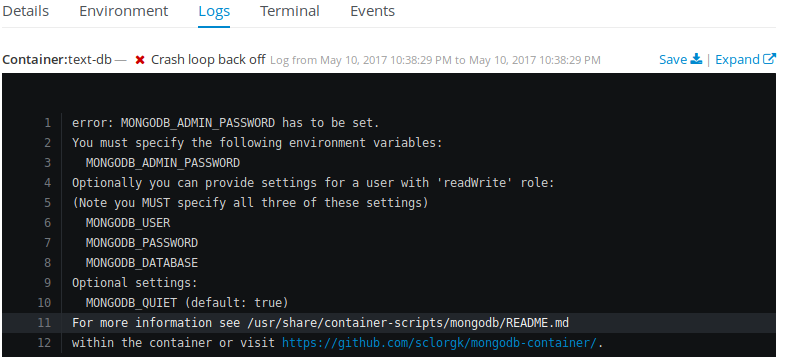 Details Environment Logs Terminal Events
Container:text-db — ✖ Crash loop back off Log from May 10, 2017 10:38:29 PM to May 10, 2017 10:38:29 PM Save | Expand
1 error: MONGODB_ADMIN_PASSWORD has to be set.
2 You must specify the following environment variables:
3 MONGODB_ADMIN_PASSWORD
4 Optionally you can provide settings for a user with 'readWrite' role:
5 (Note you MUST specify all three of these settings)
6 MONGODB_USER
7 MONGODB_PASSWORD
8 MONGODB_DATABASE
9 Optional settings:
10 MONGODB_QUIET (default: true)
11 For more information see /usr/share/container-scripts/mongodb/README.md
12 within the container or visit https://github.com/sclorgk/mongodb-container/.